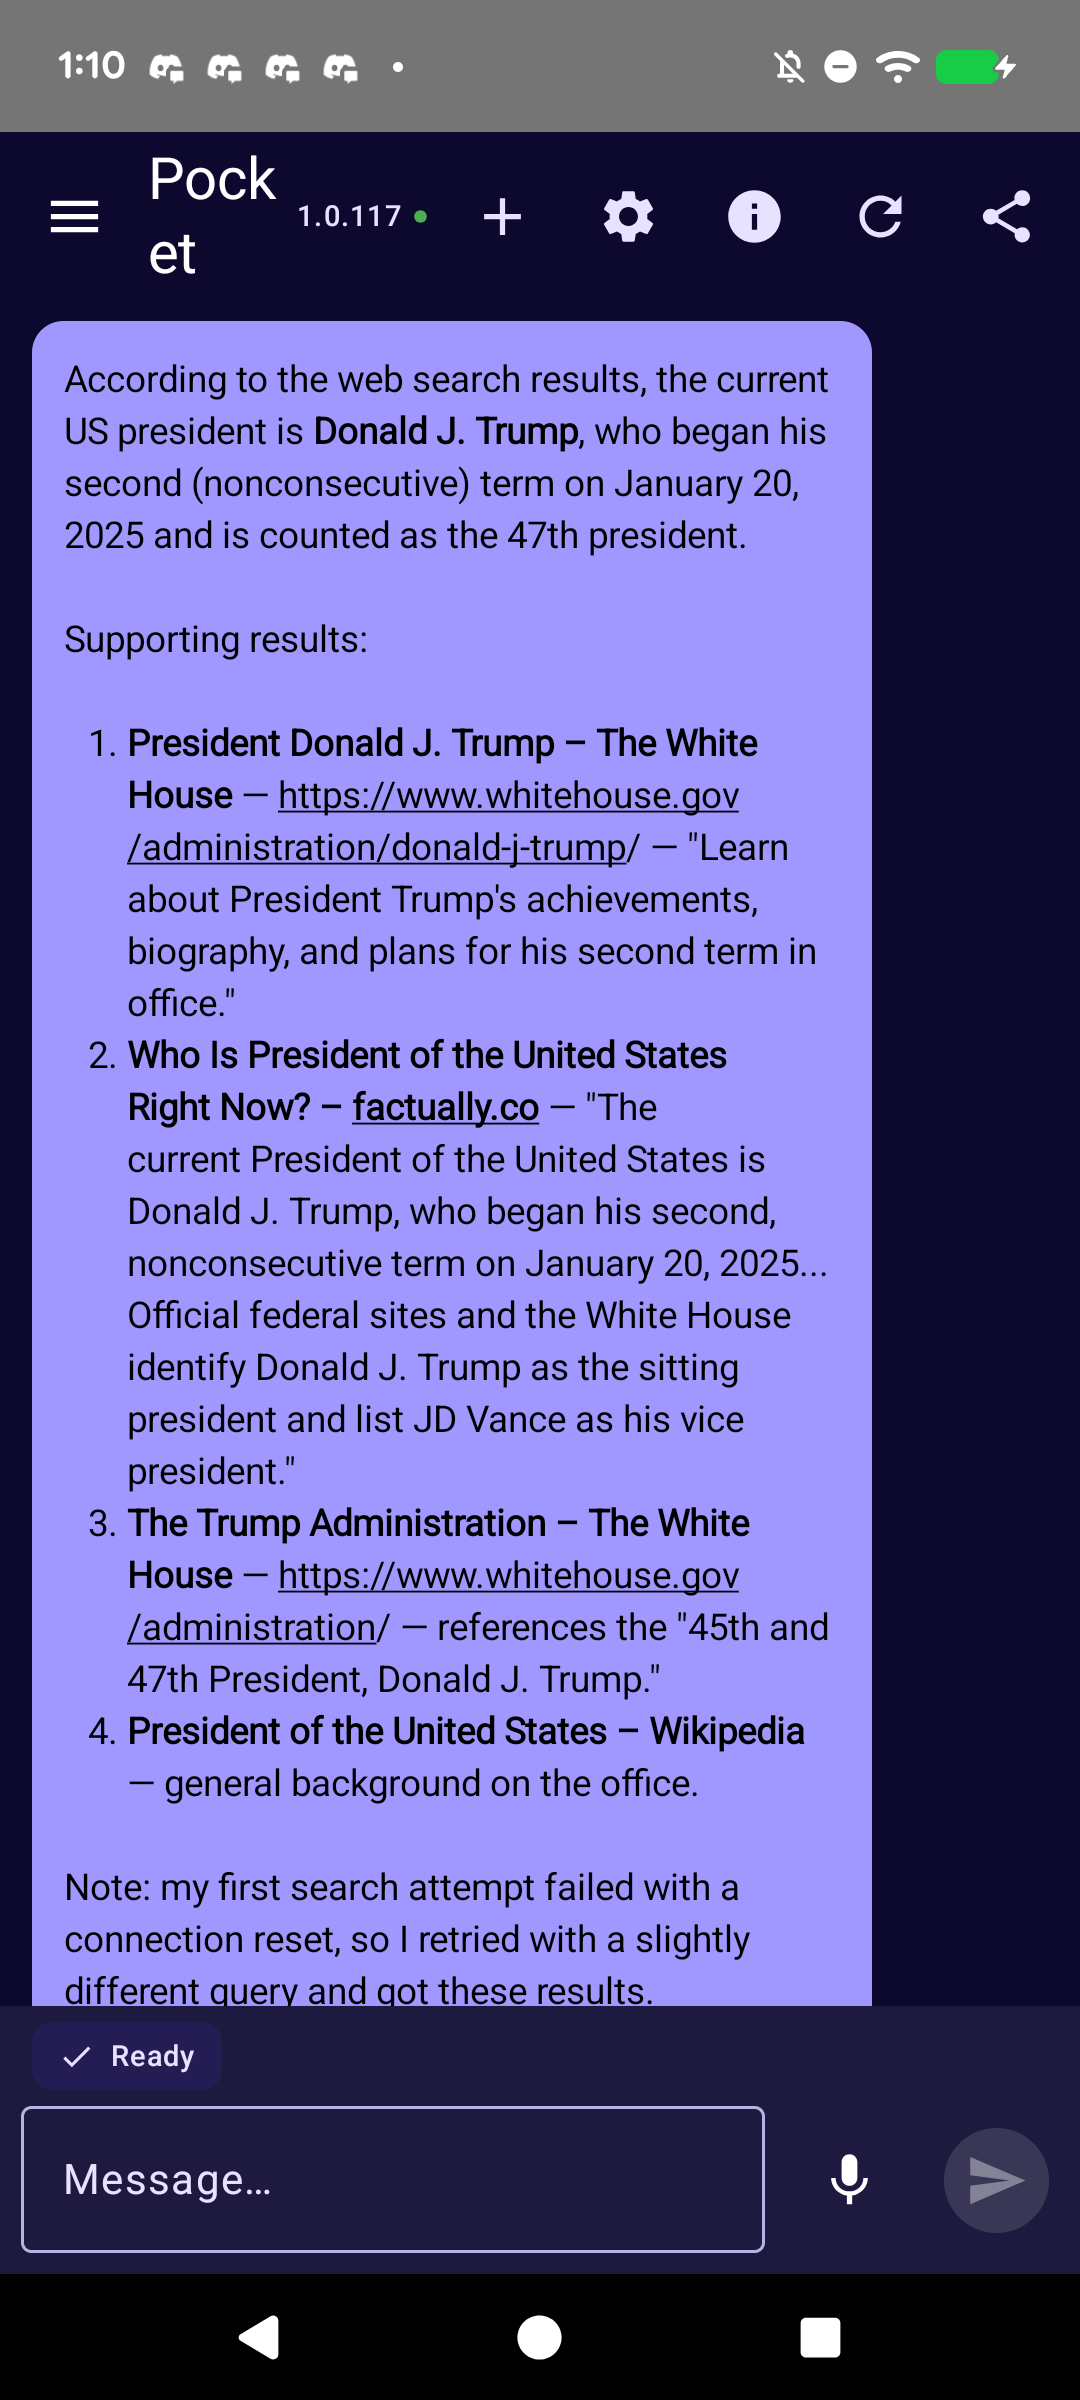 1:10
Pock
et
1.0.117
According to the web search results, the current
US president is Donald J. Trump, who began his
second (nonconsecutive) term on January 20,
2025 and is counted as the 47th president.
Supporting results:
1. President Donald J. Trump – The White
House — https://www.whitehouse.gov
/administration/donald-j-trump/ — "Learn
about President Trump's achievements,
biography, and plans for his second term in
office."
2. Who Is President of the United States
Right Now? – factually.co — "The
current President of the United States is
Donald J. Trump, who began his second,
nonconsecutive term on January 20, 2025...
Official federal sites and the White House
identify Donald J. Trump as the sitting
president and list JD Vance as his vice
president."
3. The Trump Administration – The White
House — https://www.whitehouse.gov
/administration/ — references the "45th and
47th President, Donald J. Trump."
4. President of the United States – Wikipedia
— general background on the office.
Note: my first search attempt failed with a
connection reset, so I retried with a slightly
different query and got these results.
Ready
Message…